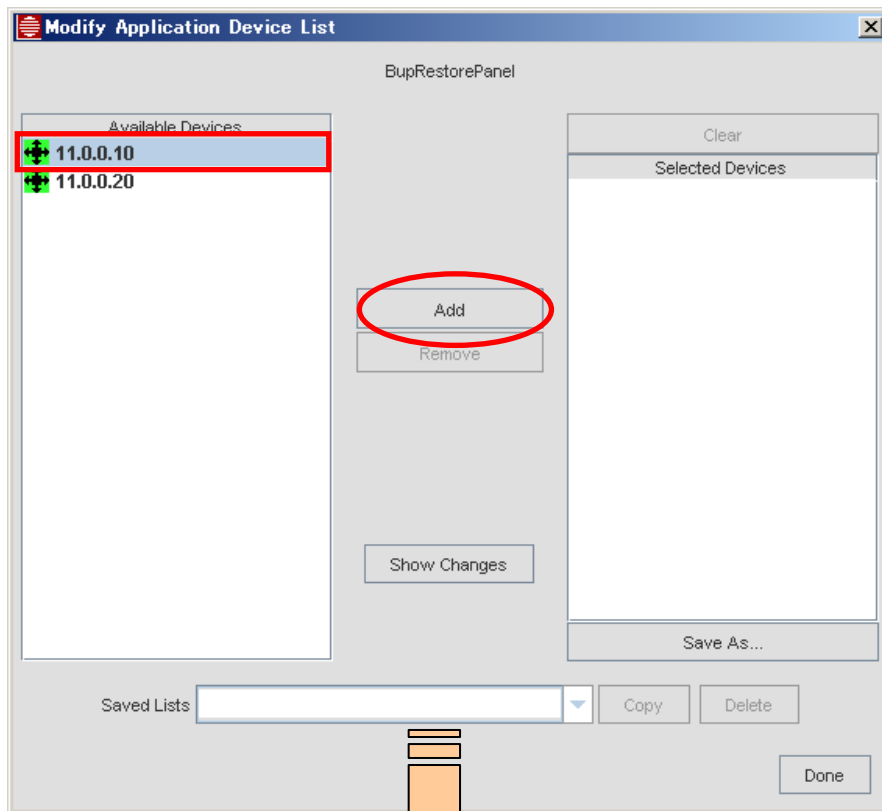 Modify Application Device List
BupRestorePanel
Available Devices
11.0.0.10
11.0.0.20
Add
Remove
Show Changes
Clear
Selected Devices
Save As...
Saved Lists
Copy
Delete
Done